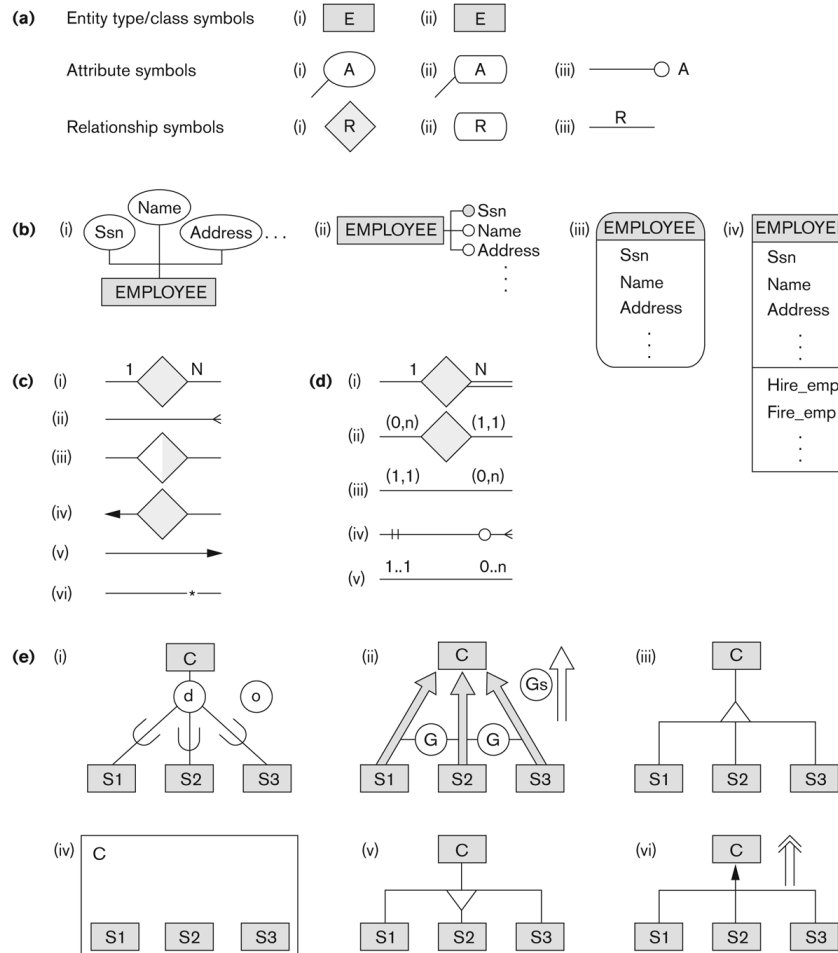 (a) Entity type/class symbols (i) E (ii) E
Attribute symbols (i) A (ii) A (iii) A
Relationship symbols (i) R (ii) R (iii) R
(b) (i) Ssn Name Address . . .
EMPLOYEE
(ii) EMPLOYEE Ssn
Name
Address
(iii) EMPLOYEE
Ssn
Name
Address
(iv) EMPLOYE
Ssn
Name
Address
Hire_emp
Fire_emp
(c) (i) 1 N
(ii)
(iii)
(iv)
(v)
(vi) *
(d) (i) 1 N
(ii) (0,n) (1,1)
(iii) (1,1) (0,n)
(iv)
(v) 1..1 0..n
(e) (i) C
d o
S1 S2 S3
(ii) C
Gs
G G
S1 S2 S3
(iii) C
S1 S2 S3
(iv) C
S1 S2 S3
(v) C
S1 S2 S3
(vi) C
S1 S2 S3